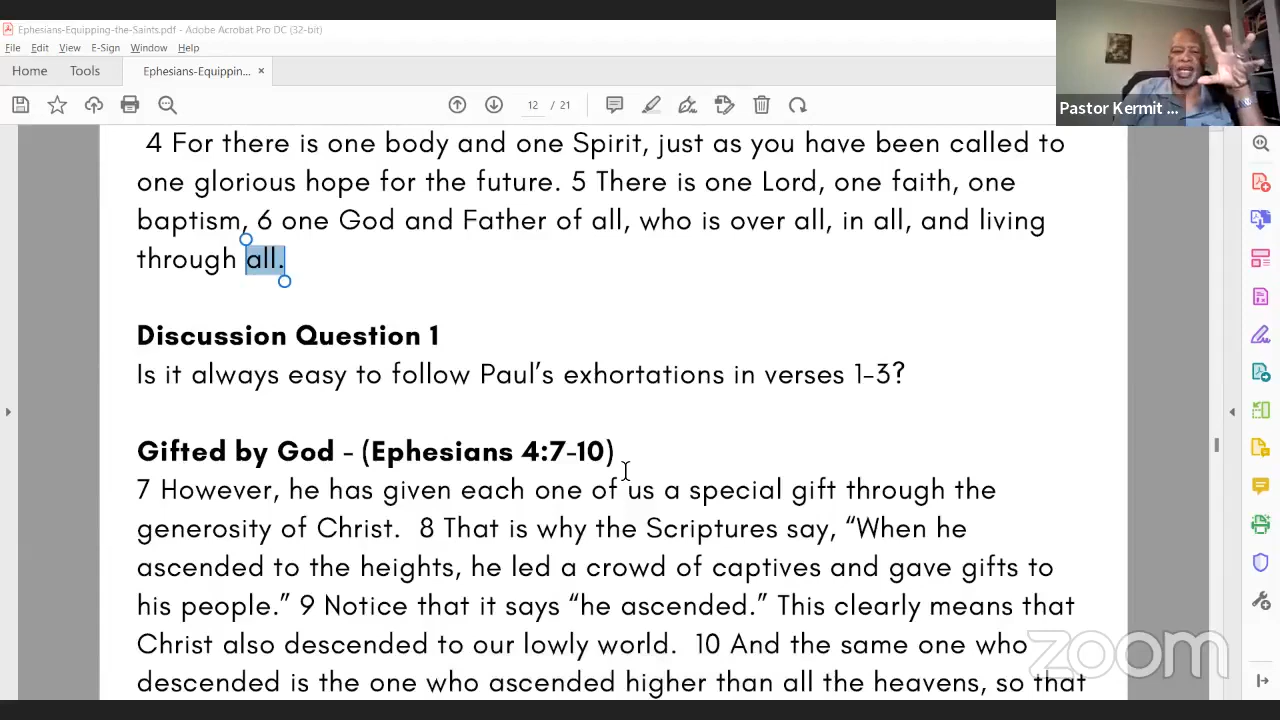 Ephesians-Equipping-the-Saints.pdf - Adobe Acrobat Pro DC (32-bit)
File Edit View E-Sign Window Help
Home Tools Ephesians-Equippin... ×
12 / 21
Pastor Kermit ...
4 For there is one body and one Spirit, just as you have been called to
one glorious hope for the future. 5 There is one Lord, one faith, one
baptism, 6 one God and Father of all, who is over all, in all, and living
through all.
Discussion Question 1
Is it always easy to follow Paul’s exhortations in verses 1-3?
Gifted by God - (Ephesians 4:7-10)
7 However, he has given each one of us a special gift through the
generosity of Christ. 8 That is why the Scriptures say, “When he
ascended to the heights, he led a crowd of captives and gave gifts to
his people.” 9 Notice that it says “he ascended.” This clearly means that
Christ also descended to our lowly world. 10 And the same one who
descended is the one who ascended higher than all the heavens, so that
zoom